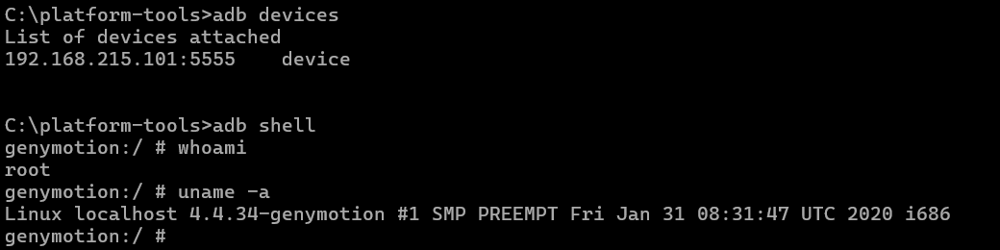 C:\platform-tools>adb devices
List of devices attached
192.168.215.101:5555    device
C:\platform-tools>adb shell
genymotion:/ # whoami
root
genymotion:/ # uname -a
Linux localhost 4.4.34-genymotion #1 SMP PREEMPT Fri Jan 31 08:31:47 UTC 2020 i686
genymotion:/ #